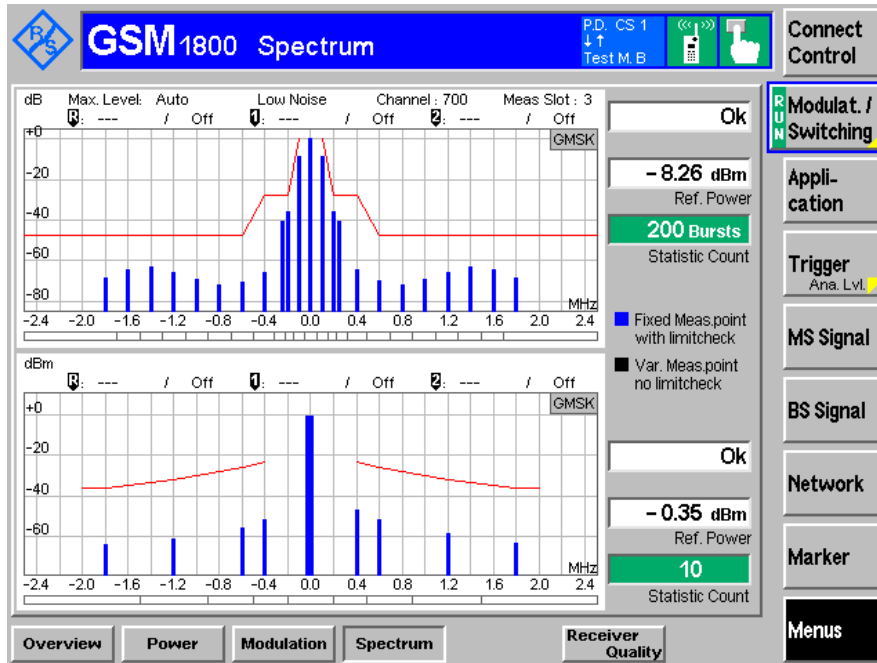 R/S
GSM 1800 Spectrum
P.D. CS 1
↓↑
Test M. B
Connect
Control
dB Max. Level: Auto Low Noise Channel : 700 Meas Slot : 3
R: --- / Off 1: --- / Off 2: --- / Off
GMSK
+0
-20
-40
-60
-80
MHz
-2.4 -2.0 -1.6 -1.2 -0.8 -0.4 0.0 0.4 0.8 1.2 1.6 2.0 2.4
Ok
- 8.26 dBm
Ref. Power
200 Bursts
Statistic Count
Fixed Meas.point
with limitcheck
Var. Meas.point
no limitcheck
dBm
R: --- / Off 1: --- / Off 2: --- / Off
GMSK
+0
-20
-40
-60
MHz
-2.4 -2.0 -1.6 -1.2 -0.8 -0.4 0.0 0.4 0.8 1.2 1.6 2.0 2.4
Ok
- 0.35 dBm
Ref. Power
10
Statistic Count
RUN
Modulat. /
Switching
Appli-
cation
Trigger
Ana. Lvl.
MS Signal
BS Signal
Network
Marker
Menus
Overview
Power
Modulation
Spectrum
Receiver
Quality